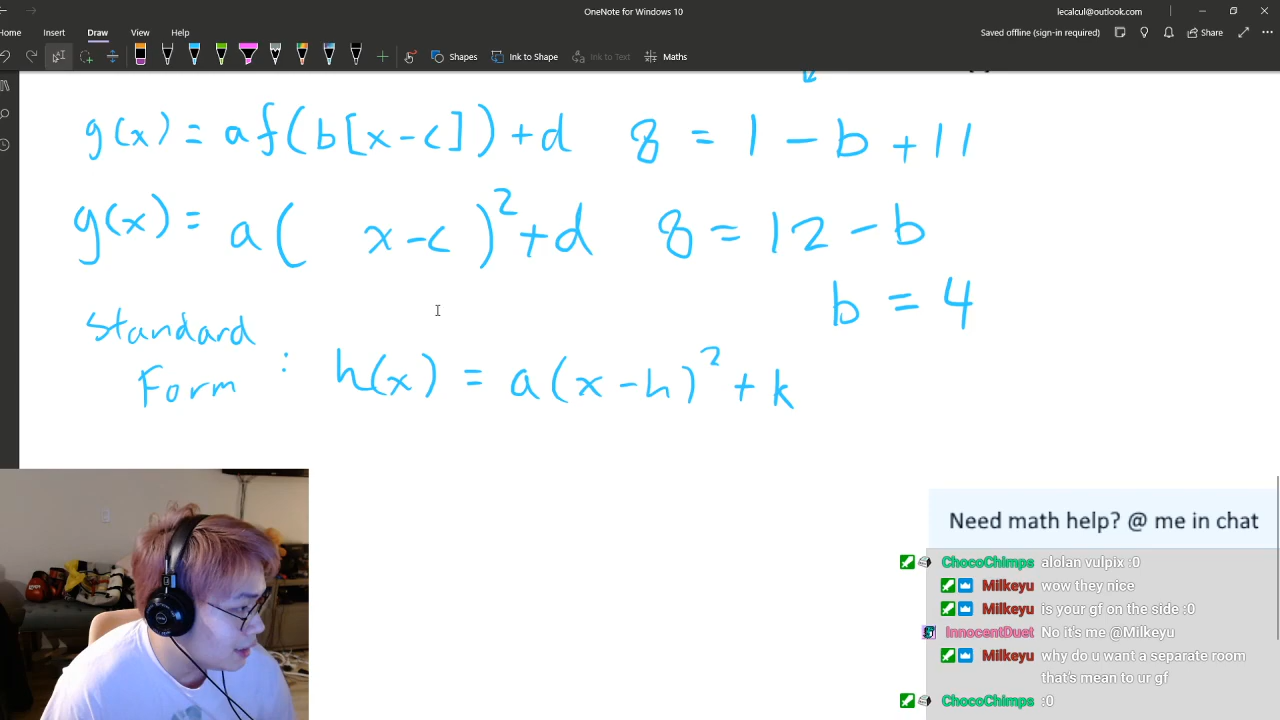 OneNote for Windows 10
lecalcul@outlook.com
Home Insert Draw View Help
Saved offline (sign-in required)
Share
Shapes
Ink to Shape
Ink to Text
Maths
g(x) = af(b[x-c])+d
8 = 1 - b + 11
g(x) = a( x-c )²+d
8 = 12 - b
b = 4
Standard Form : h(x) = a(x-h)² + k
Need math help? @ me in chat
ChocoChimps alolan vulpix :0
Milkeyu wow they nice
Milkeyu is your gf on the side :0
InnocentDuet No it's me @Milkeyu
Milkeyu why do u want a separate room
that's mean to ur gf
ChocoChimps :0